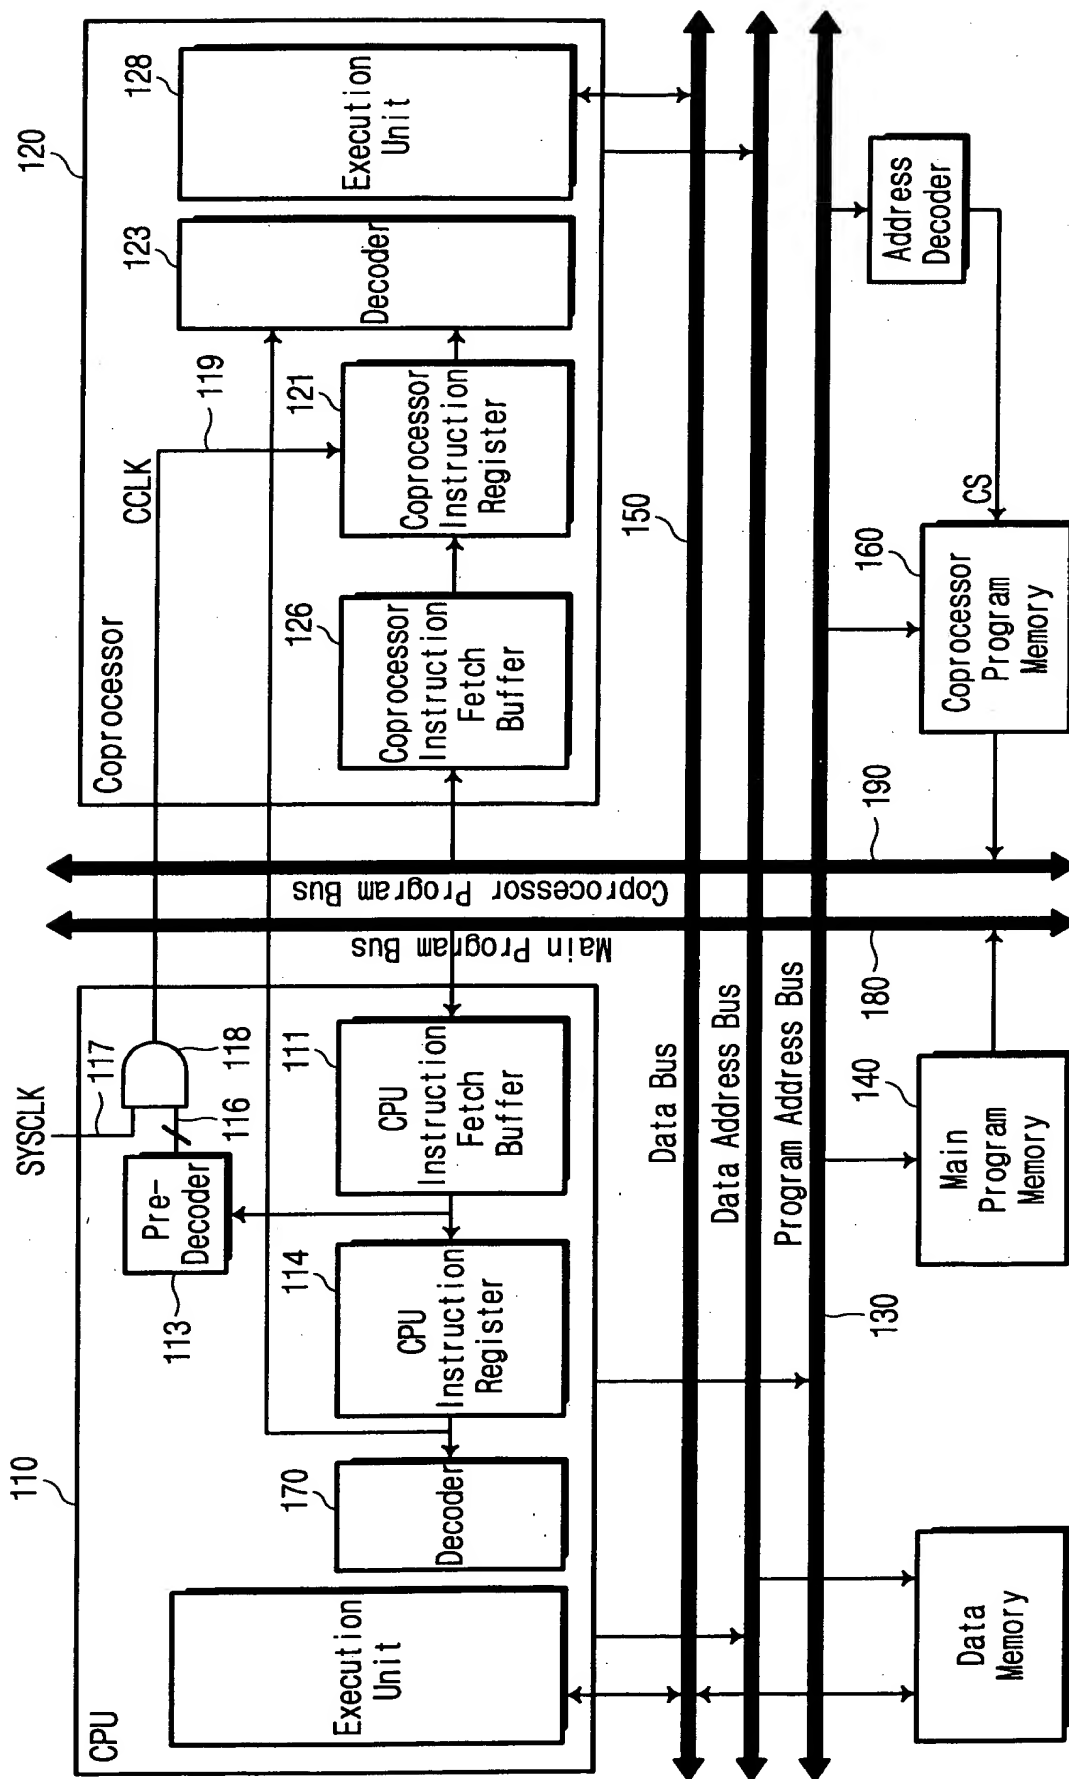 110
CPU
Execution
Unit
170
Decoder
114
CPU
Instruction
Register
113
Pre-
Decoder
111
CPU
Instruction
Fetch
Buffer
SYSCLK
117
116
118
Main Program Bus
Coprocessor Program Bus
120
Coprocessor
CCLK
119
126
Coprocessor
Instruction
Fetch
Buffer
121
Coprocessor
Instruction
Register
123
Decoder
128
Execution
Unit
Data Bus
150
Data Address Bus
Program Address Bus
130
180
190
Data
Memory
140
Main
Program
Memory
160
Coprocessor
Program
Memory
CS
Address
Decoder